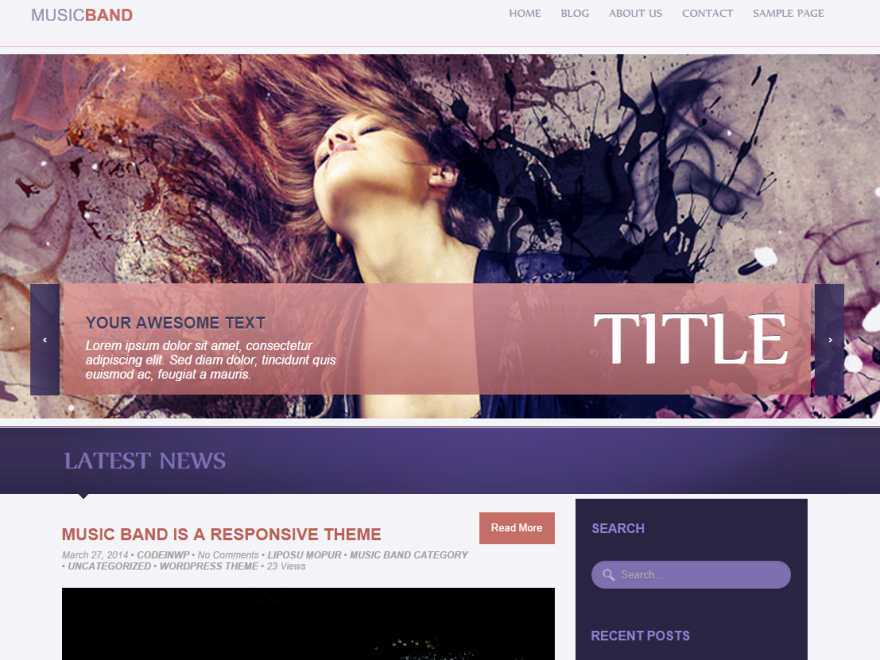 MUSICBAND
HOME BLOG ABOUT US CONTACT SAMPLE PAGE
YOUR AWESOME TEXT
Lorem ipsum dolor sit amet, consectetur
adipiscing elit. Sed diam dolor, tincidunt quis
euismod ac, feugiat a mauris.
TITLE
‹
›
LATEST NEWS
MUSIC BAND IS A RESPONSIVE THEME
Read More
March 27, 2014 • CODEINWP • No Comments • LIPOSU MOPUR • MUSIC BAND CATEGORY
• UNCATEGORIZED • WORDPRESS THEME • 23 Views
SEARCH
Search...
RECENT POSTS